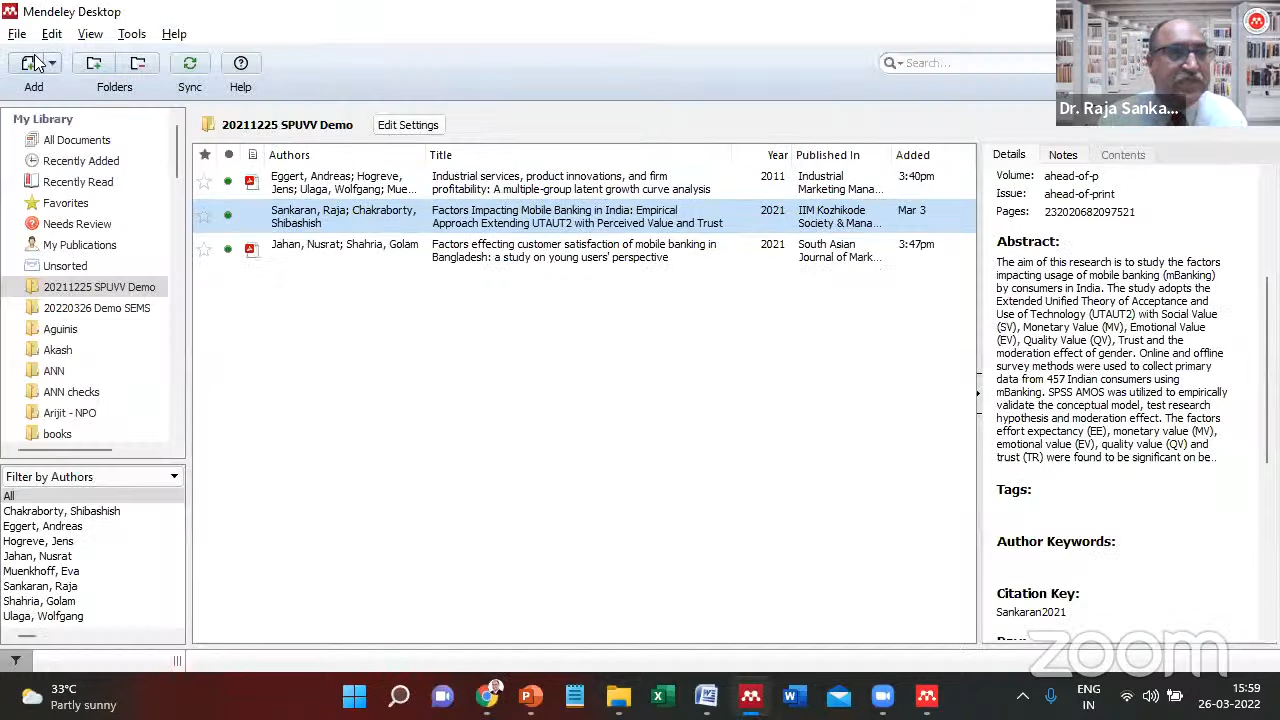 Mendeley Desktop
File Edit View Tools Help
Add Folders Sync Help
Search...
Dr. Raja Sanka...
My Library
All Documents
Recently Added
Recently Read
Favorites
Needs Review
My Publications
Unsorted
20211225 SPUVV Demo
20220326 Demo SEMS
Aguinis
Akash
ANN
ANN checks
Arijit - NPO
books
Filter by Authors
All
Chakraborty, Shibashish
Eggert, Andreas
Hogreve, Jens
Jahan, Nusrat
Muenkhoff, Eva
Sankaran, Raja
Shahria, Golam
Ulaga, Wolfgang
20211225 SPUVV Demo Edit Settings
Authors Title Year Published In Added
Eggert, Andreas; Hogreve, Industrial services, product innovations, and firm 2011 Industrial 3:40pm
Jens; Ulaga, Wolfgang; Mue... profitability: A multiple-group latent growth curve analysis Marketing Mana...
Sankaran, Raja; Chakraborty, Factors Impacting Mobile Banking in India: Empirical 2021 IIM Kozhikode Mar 3
Shibashish Approach Extending UTAUT2 with Perceived Value and Trust Society & Mana...
Jahan, Nusrat; Shahria, Golam Factors effecting customer satisfaction of mobile banking in 2021 South Asian 3:47pm
Bangladesh: a study on young users' perspective Journal of Mark...
Details Notes Contents
Volume: ahead-of-p
Issue: ahead-of-print
Pages: 232020682097521
Abstract:
The aim of this research is to study the factors
impacting usage of mobile banking (mBanking)
by consumers in India. The study adopts the
Extended Unified Theory of Acceptance and
Use of Technology (UTAUT2) with Social Value
(SV), Monetary Value (MV), Emotional Value
(EV), Quality Value (QV), Trust and the
moderation effect of gender. Online and offline
survey methods were used to collect primary
data from 457 Indian consumers using
mBanking. SPSS AMOS was utilized to empirically
validate the conceptual model, test research
hypothesis and moderation effect. The factors
effort expectancy (EE), monetary value (MV),
emotional value (EV), quality value (QV) and
trust (TR) were found to be significant on be..
Tags:
Author Keywords:
Citation Key:
Sankaran2021
zoom
33°C
Partly sunny
ENG
IN
15:59
26-03-2022